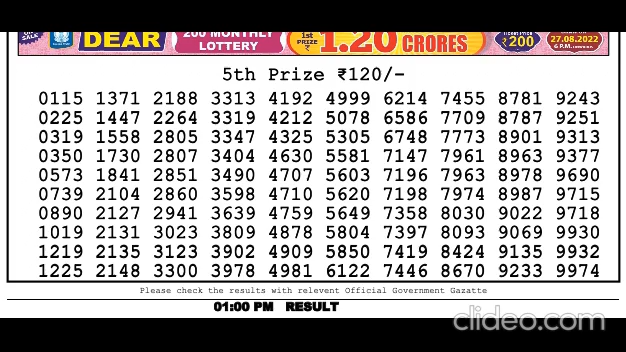 SALE DEAR 200 MONTHLY LOTTERY 1st PRIZE ₹ 1.20 CRORES ₹200 27.08.2022 6 P.M.
5th Prize ₹120/-
0115 1371 2188 3313 4192 4999 6214 7455 8781 9243
0225 1447 2264 3319 4212 5078 6586 7709 8787 9251
0319 1558 2805 3347 4325 5305 6748 7773 8901 9313
0350 1730 2807 3404 4630 5581 7147 7961 8963 9377
0573 1841 2851 3490 4707 5603 7196 7963 8978 9690
0739 2104 2860 3598 4710 5620 7198 7974 8987 9715
0890 2127 2941 3639 4759 5649 7358 8030 9022 9718
1019 2131 3023 3809 4878 5804 7397 8093 9069 9930
1219 2135 3123 3902 4909 5850 7419 8424 9135 9932
1225 2148 3300 3978 4981 6122 7446 8670 9233 9974
Please check the results with relevent Official Government Gazatte
01:00 PM RESULT
clideo.com